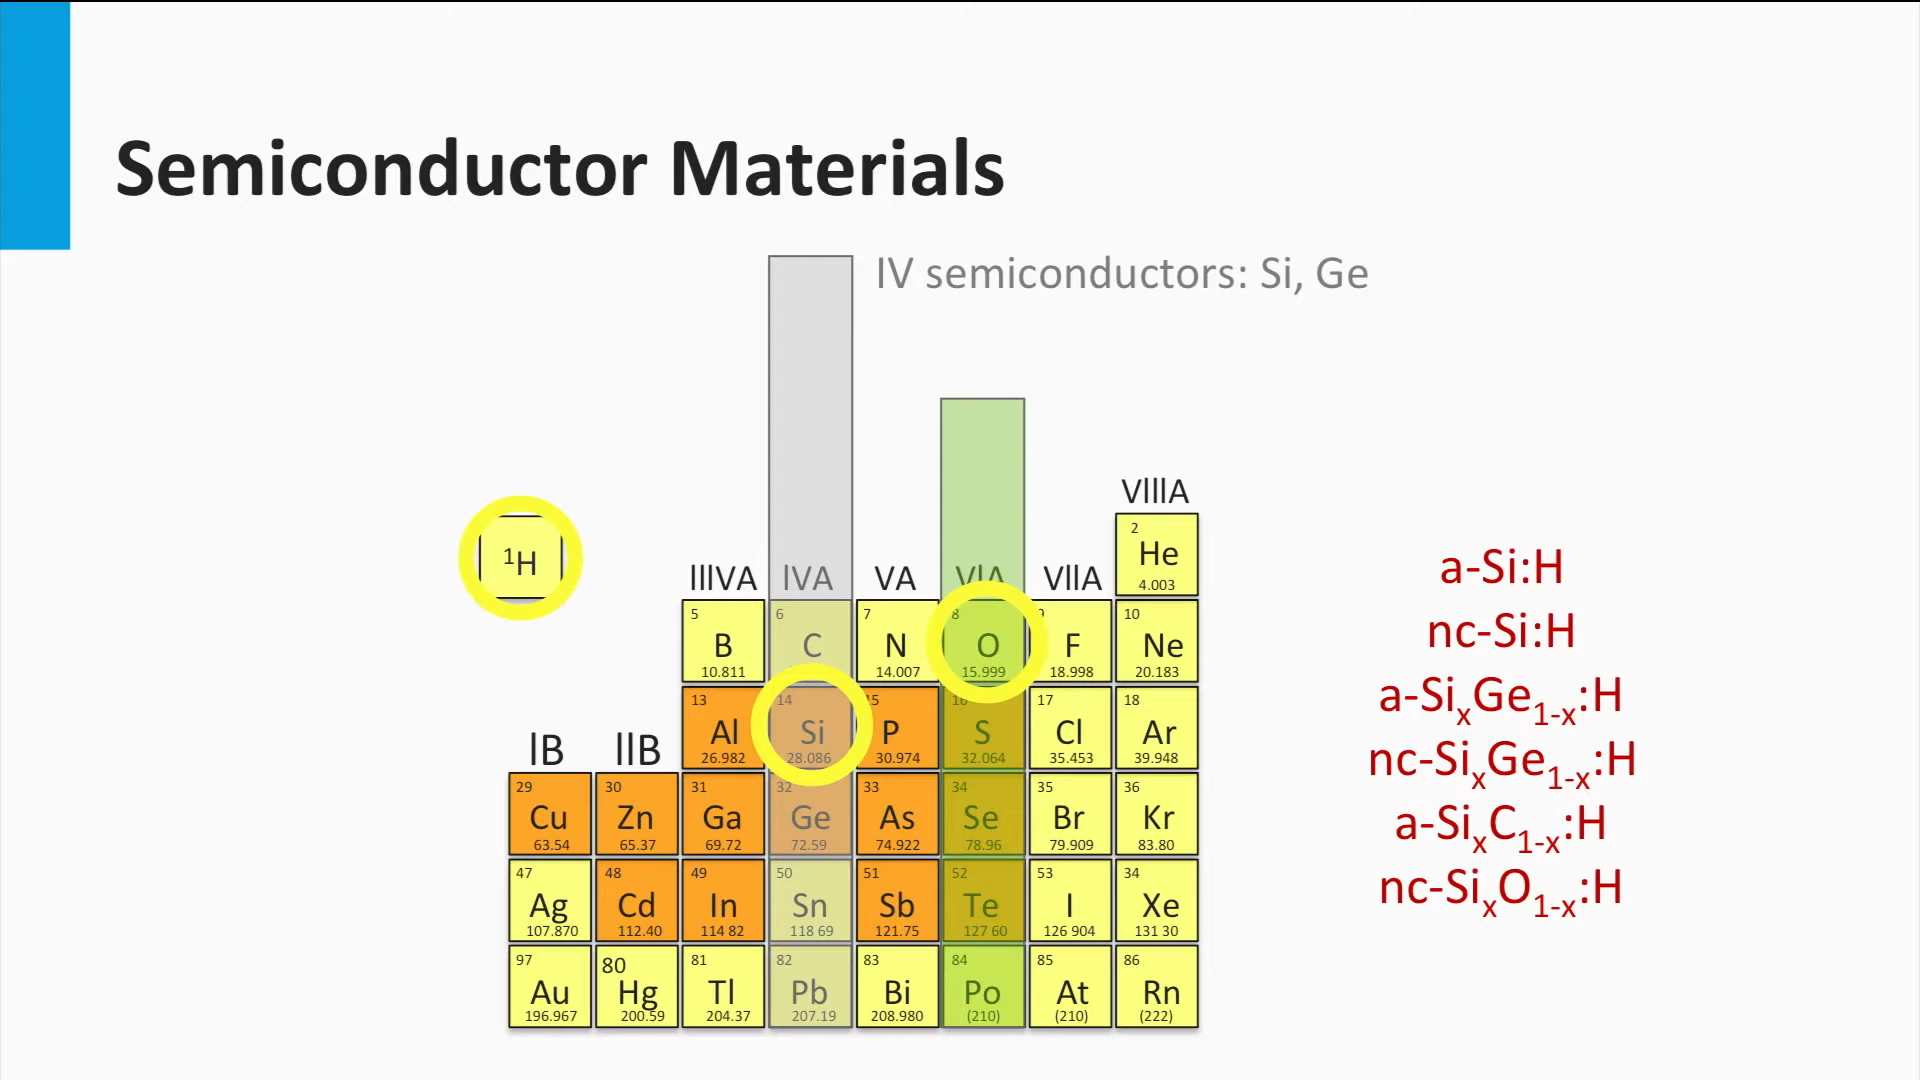 Semiconductor Materials
IV semiconductors: Si, Ge
VIIIA
2
He
4.003
¹H
IIIVA IVA VA VIA VIIA
5 6 7 8 9 10
B C N O F Ne
10.811 14.007 15.999 18.998 20.183
13 14 15 16 17 18
Al Si P S Cl Ar
26.982 28.086 30.974 32.064 35.453 39.948
IB IIB
29 30 31 32 33 34 35 36
Cu Zn Ga Ge As Se Br Kr
63.54 65.37 69.72 72.59 74.922 78.96 79.909 83.80
47 48 49 50 51 52 53 34
Ag Cd In Sn Sb Te I Xe
107.870 112.40 114 82 118 69 121.75 127 60 126 904 131 30
97 80 81 82 83 84 85 86
Au Hg Tl Pb Bi Po At Rn
196.967 200.59 204.37 207.19 208.980 (210) (210) (222)
a-Si:H
nc-Si:H
a-SiₓGe₁₋ₓ:H
nc-SiₓGe₁₋ₓ:H
a-SiₓC₁₋ₓ:H
nc-SiₓO₁₋ₓ:H